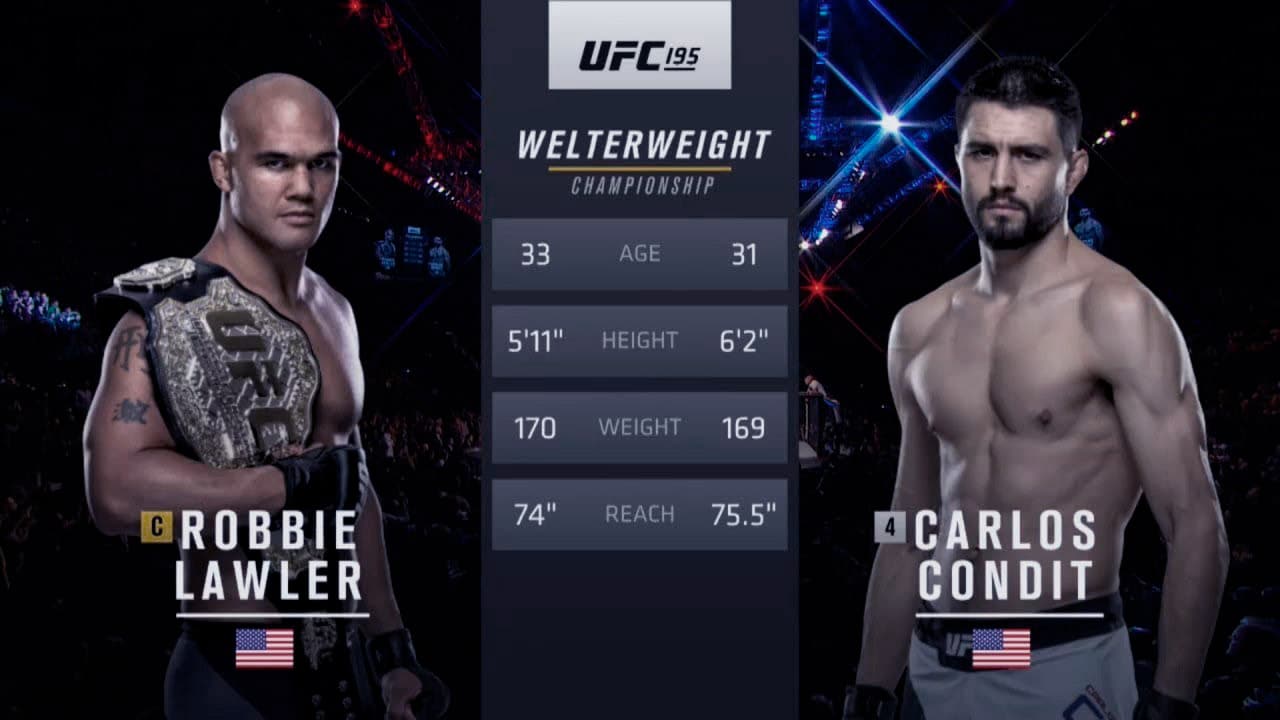 UFC 195
WELTERWEIGHT
CHAMPIONSHIP
33 AGE 31
5'11" HEIGHT 6'2"
170 WEIGHT 169
74" REACH 75.5"
UFC
C ROBBIE
LAWLER
4 CARLOS
CONDIT